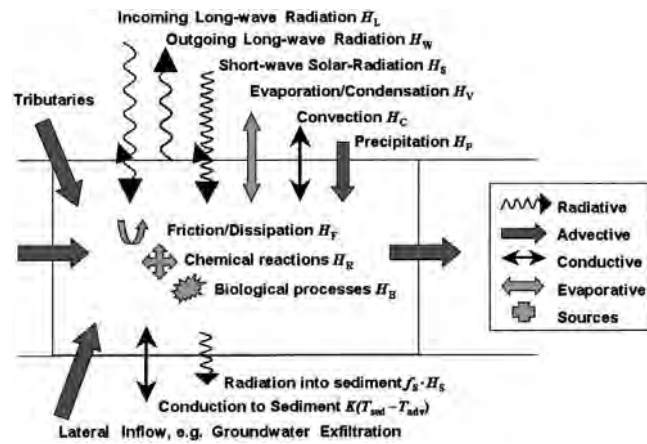 Incoming Long-wave Radiation H_L
Outgoing Long-wave Radiation H_W
Short-wave Solar-Radiation H_S
Evaporation/Condensation H_V
Convection H_C
Precipitation H_P
Tributaries
Radiative
Advective
Conductive
Evaporative
Sources
Friction/Dissipation H_F
Chemical reactions H_R
Biological processes H_B
Radiation into sediment f_S·H_S
Conduction to Sediment K(T_sed – T_adv)
Lateral Inflow, e.g. Groundwater Exfiltration